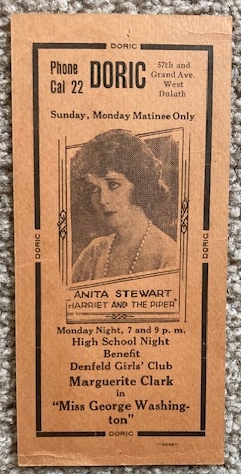 DORIC
Phone
Cal 22
DORIC
57th and
Grand Ave.
West
Duluth
Sunday, Monday Matinee Only
DORIC
DORIC
ANITA STEWART
"HARRIET AND THE PIPER"
Monday Night, 7 and 9 p. m.
High School Night
Benefit
Denfeld Girls' Club
Marguerite Clark
in
"Miss George Washing-
ton"
DORIC